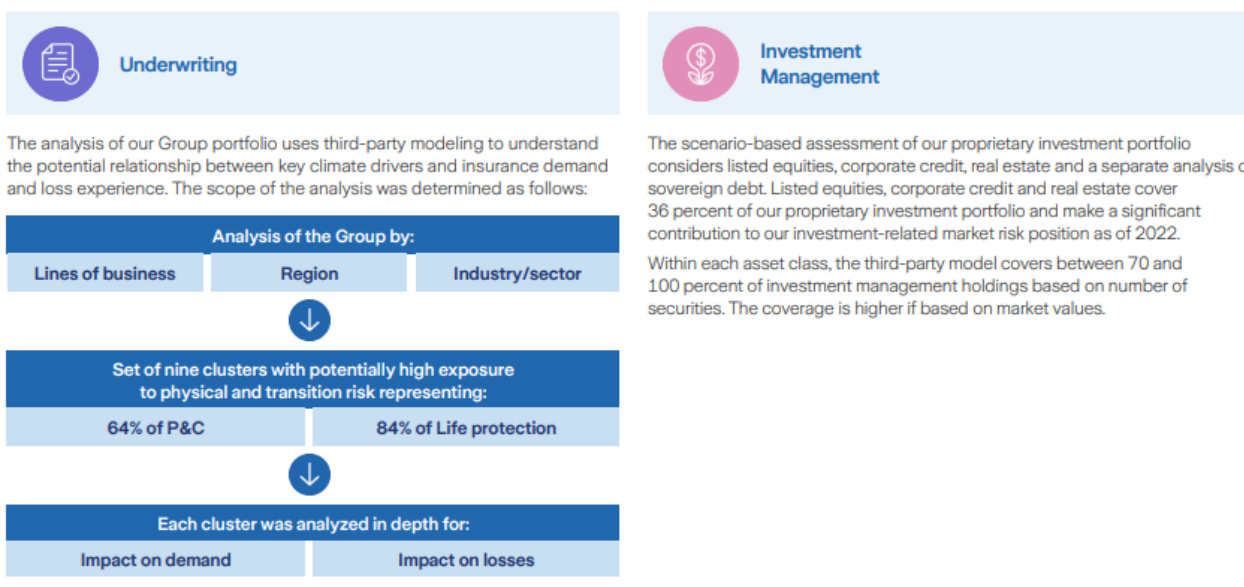 Underwriting
The analysis of our Group portfolio uses third-party modeling to understand
the potential relationship between key climate drivers and insurance demand
and loss experience. The scope of the analysis was determined as follows:
Analysis of the Group by:
Lines of business
Region
Industry/sector
Set of nine clusters with potentially high exposure
to physical and transition risk representing:
64% of P&C
84% of Life protection
Each cluster was analyzed in depth for:
Impact on demand
Impact on losses
Investment
Management
The scenario-based assessment of our proprietary investment portfolio
considers listed equities, corporate credit, real estate and a separate analysis
sovereign debt. Listed equities, corporate credit and real estate cover
36 percent of our proprietary investment portfolio and make a significant
contribution to our investment-related market risk position as of 2022.
Within each asset class, the third-party model covers between 70 and
100 percent of investment management holdings based on number of
securities. The coverage is higher if based on market values.